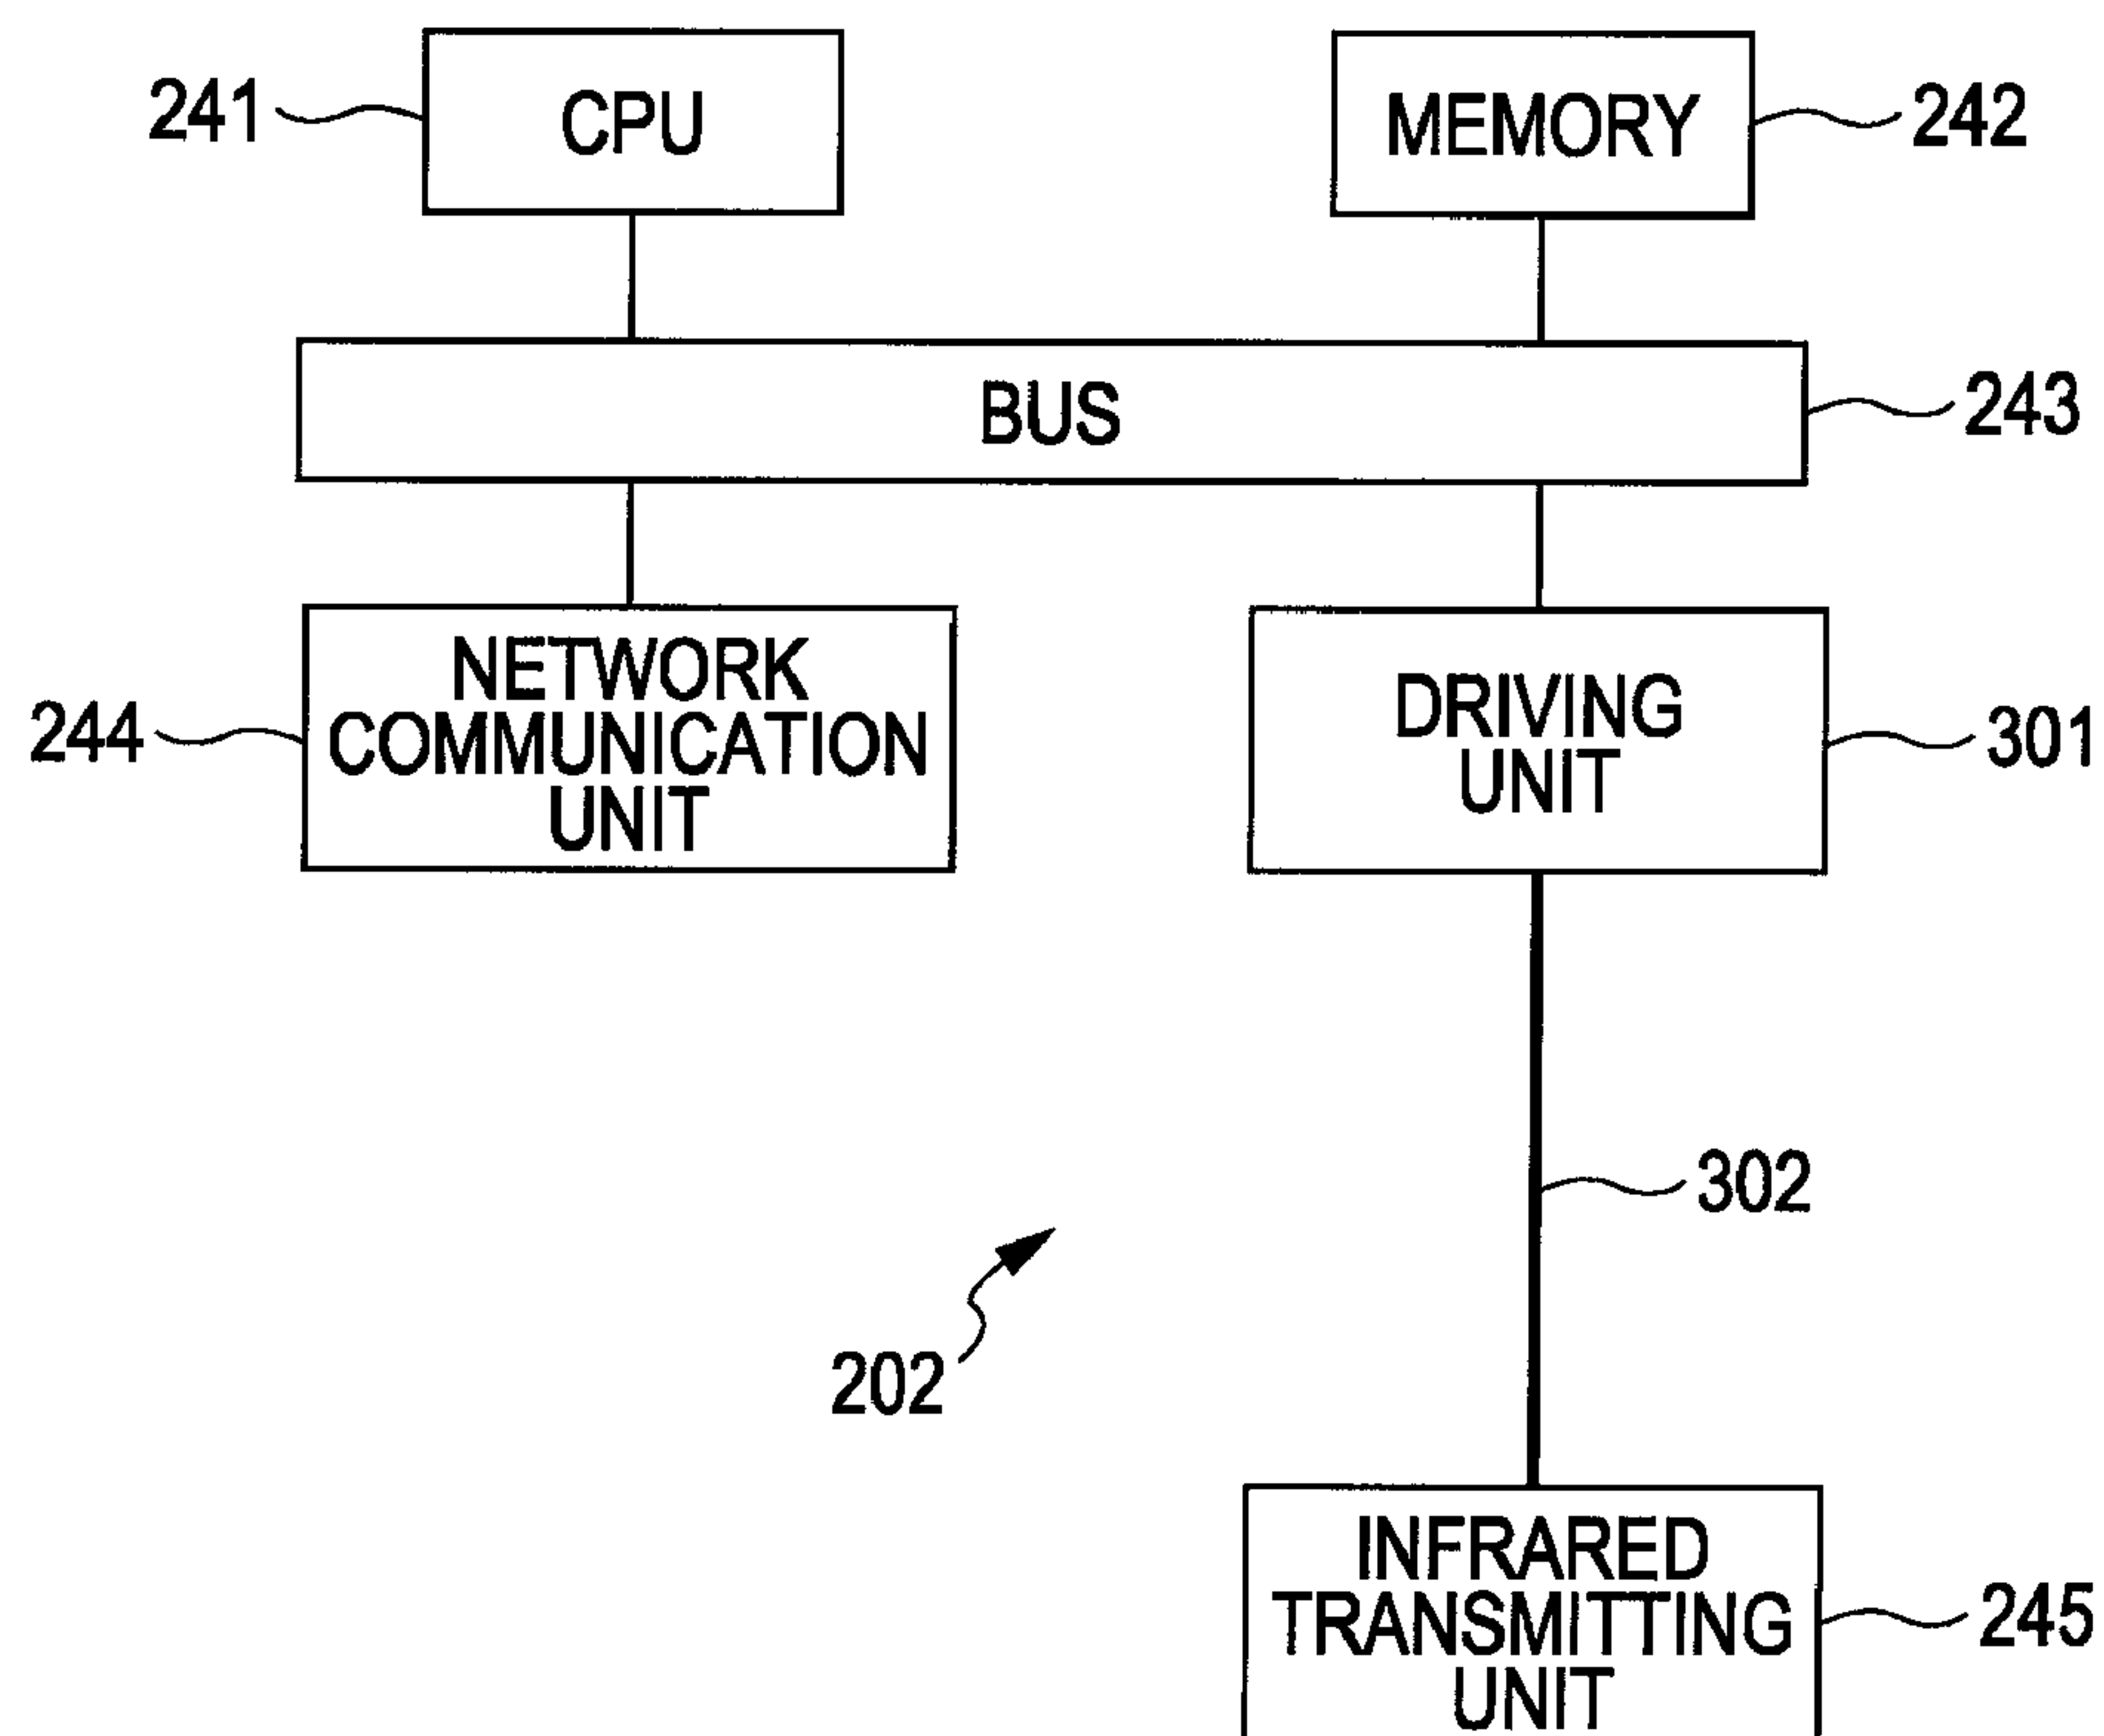 241
CPU
MEMORY
242
BUS
243
244
NETWORK
COMMUNICATION
UNIT
DRIVING
UNIT
301
302
202
INFRARED
TRANSMITTING
UNIT
245